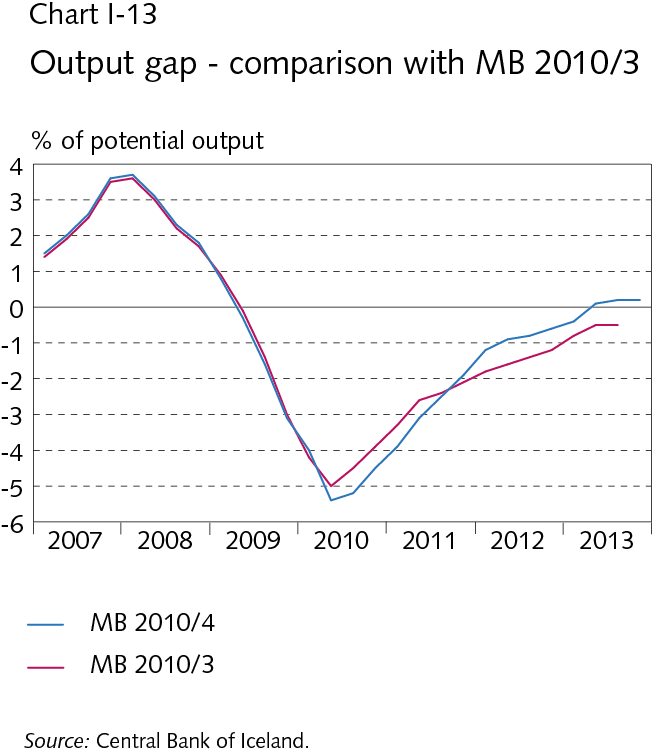 Chart I-13
Output gap - comparison with MB 2010/3
% of potential output
4
3
2
1
0
-1
-2
-3
-4
-5
-6
2007 2008 2009 2010 2011 2012 2013
MB 2010/4
MB 2010/3
Source: Central Bank of Iceland.